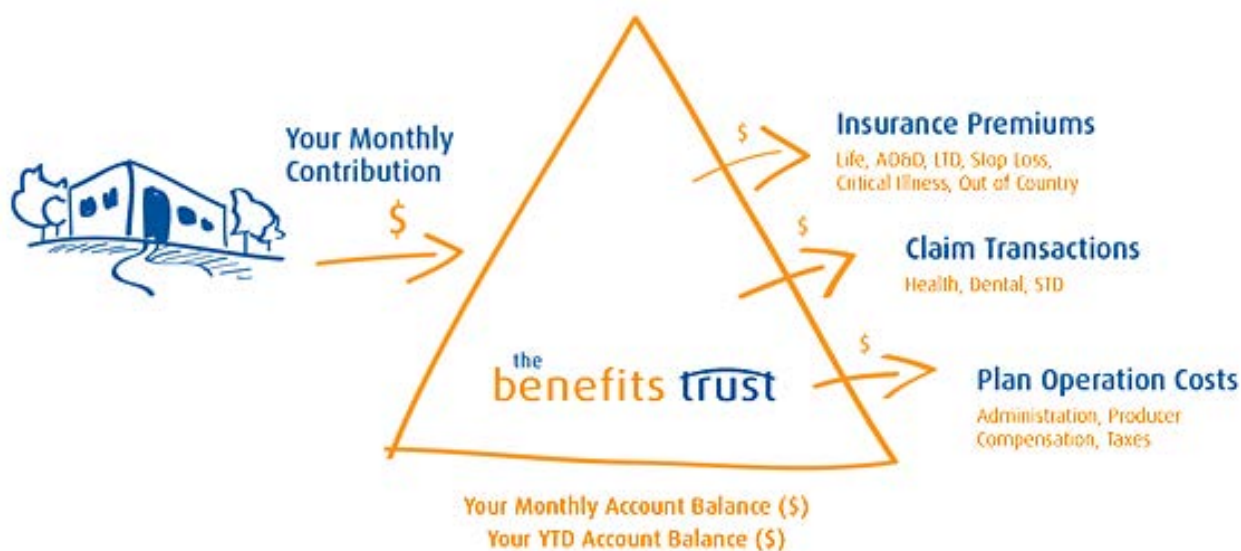 Your Monthly
Contribution
$
$
Insurance Premiums
Life, AD&D, LTD, Stop Loss,
Critical Illness, Out of Country
$
Claim Transactions
Health, Dental, STD
$
Plan Operation Costs
Administration, Producer
Compensation, Taxes
the
benefits trust
Your Monthly Account Balance ($)
Your YTD Account Balance ($)